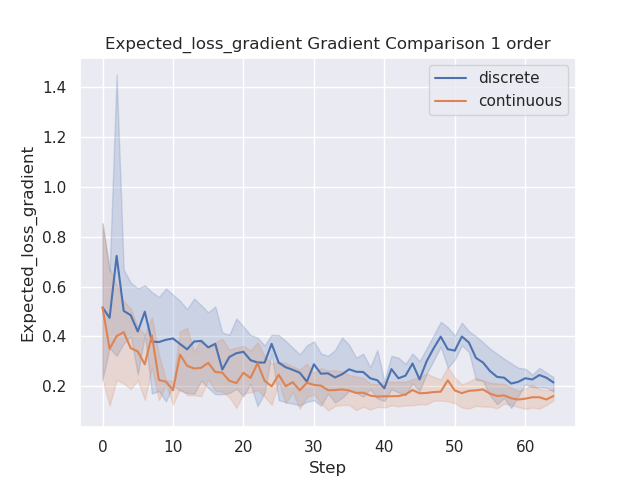 Expected_loss_gradient Gradient Comparison 1 order
discrete
continuous
1.4
1.2
1.0
0.8
0.6
0.4
0.2
Expected_loss_gradient
0 10 20 30 40 50 60
Step